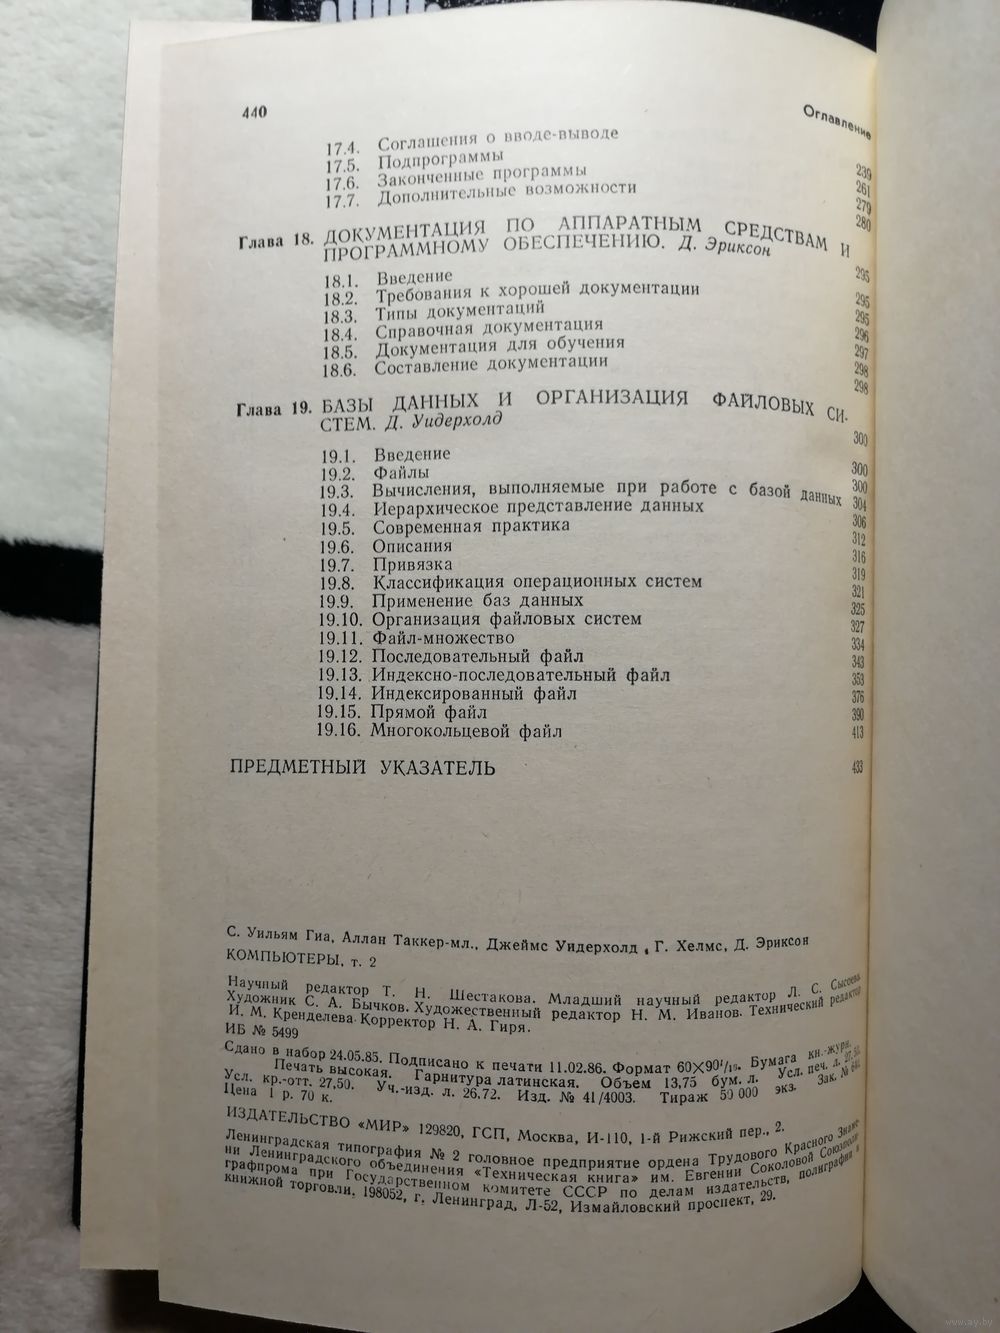 440
Оглавление
17.4. Соглашения о вводе-выводе 239
17.5. Подпрограммы 261
17.6. Законченные программы 279
17.7. Дополнительные возможности 280
Глава 18. ДОКУМЕНТАЦИЯ ПО АППАРАТНЫМ СРЕДСТВАМ И
ПРОГРАММНОМУ ОБЕСПЕЧЕНИЮ. Д. Эриксон 295
18.1. Введение 295
18.2. Требования к хорошей документации 295
18.3. Типы документаций 296
18.4. Справочная документация 297
18.5. Документация для обучения 298
18.6. Составление документации 298
Глава 19. БАЗЫ ДАННЫХ И ОРГАНИЗАЦИЯ ФАЙЛОВЫХ СИ-
СТЕМ. Д. Уидерхолд 300
19.1. Введение 300
19.2. Файлы 300
19.3. Вычисления, выполняемые при работе с базой данных 304
19.4. Иерархическое представление данных 306
19.5. Современная практика 312
19.6. Описания 316
19.7. Привязка 319
19.8. Классификация операционных систем 321
19.9. Применение баз данных 325
19.10. Организация файловых систем 327
19.11. Файл-множество 334
19.12. Последовательный файл 343
19.13. Индексно-последовательный файл 353
19.14. Индексированный файл 376
19.15. Прямой файл 390
19.16. Многокольцевой файл 413
ПРЕДМЕТНЫЙ УКАЗАТЕЛЬ 433
С. Уильям Гиа, Аллан Таккер-мл., Джеймс Уидерхолд, Г. Хелмс, Д. Эриксон
КОМПЬЮТЕРЫ, т. 2
Научный редактор Т. Н. Шестакова. Младший научный редактор Л. С. Сысоева.
Художник С. А. Бычков. Художественный редактор Н. М. Иванов. Технический редактор
И. М. Кренделева. Корректор Н. А. Гиря.
ИБ № 5499
Сдано в набор 24.05.85. Подписано к печати 11.02.86. Формат 60×90¹/₁₆. Бумага кн.-журн.
Печать высокая. Гарнитура латинская. Объем 13,75 бум. л. Усл. печ. л. 27,50.
Усл. кр.-отт. 27,50. Уч.-изд. л. 26,72. Изд. № 41/4003. Тираж 50 000 экз. Зак. №
Цена 1 р. 70 к.
ИЗДАТЕЛЬСТВО «МИР» 129820, ГСП, Москва, И-110, 1-й Рижский пер., 2.
Ленинградская типография № 2 головное предприятие ордена Трудового Красного Знаме-
ни Ленинградского объединения «Техническая книга» им. Евгении Соколовой Союзполи-
графпрома при Государственном комитете СССР по делам издательств, полиграфии и
книжной торговли. 198052, г. Ленинград, Л-52, Измайловский проспект, 29.
www.ay.by